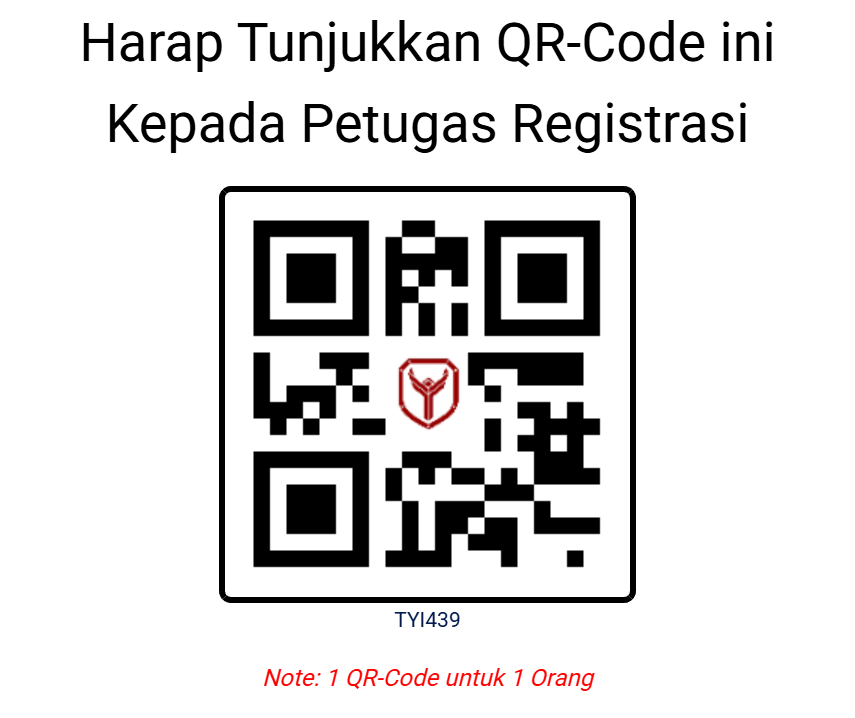 Harap Tunjukkan QR-Code ini
Kepada Petugas Registrasi
TYI439
Note: 1 QR-Code untuk 1 Orang